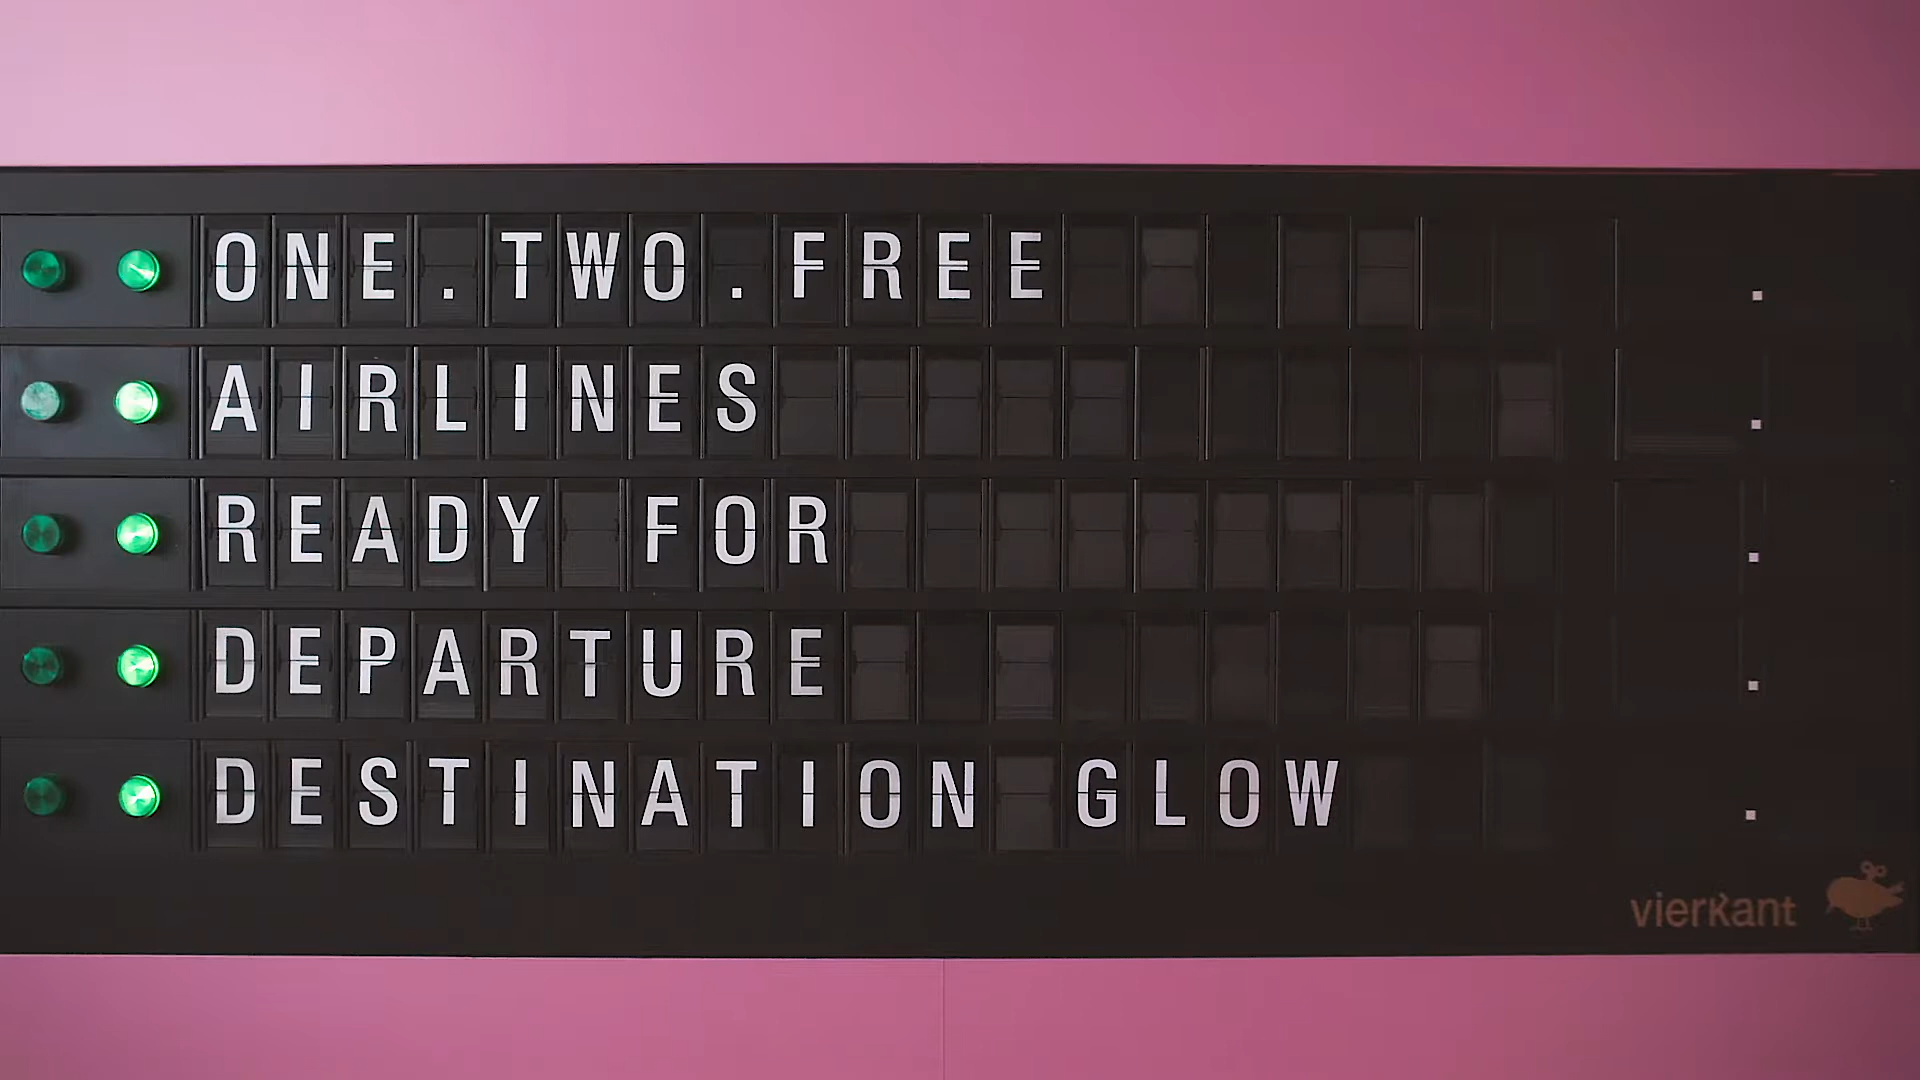 ONE.TWO.FREE
AIRLINES
READY FOR
DEPARTURE
DESTINATION GLOW
vierkant